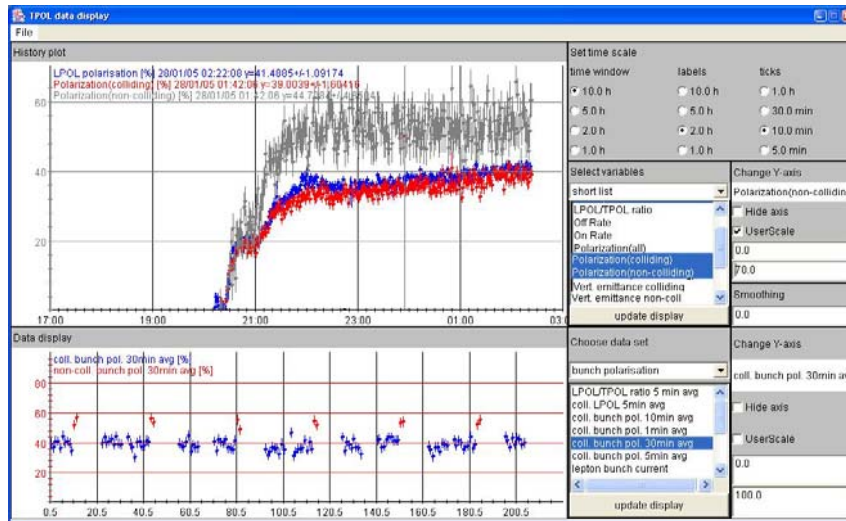 TPOL data display
File
History plot
LPOL polarisation [%] 28/01/05 02:22:08 y=41.4885+/-1.09174
Polarization(colliding) [%] 28/01/05 01:42:06 y=39.0039+/-1.60416
Polarization(non-colliding) [%] 28/01/05 01:42:06
60
40
20
17:00 19:00 21:00 23:00 01:00 03:0
Set time scale
time window labels ticks
10.0 h 10.0 h 1.0 h
5.0 h 5.0 h 30.0 min
2.0 h 2.0 h 10.0 min
1.0 h 1.0 h 5.0 min
Select variables
short list
LPOL/TPOL ratio
Off Rate
On Rate
Polarization(all)
Polarization(colliding)
Polarization(non-colliding)
Vert. emittance colliding
Vert. emittance non-coll
update display
Change Y-axis
Polarization(non-collidin
Hide axis
UserScale
0.0
70.0
Smoothing
0.0
Data display
coll. bunch pol. 30min avg [%]
non-coll. bunch pol. 30min avg [%]
80
60
40
20
0.5 20.5 40.5 60.5 80.5 100.5 120.5 140.5 160.5 180.5 200.5
Choose data set
bunch polarisation
LPOL/TPOL ratio 5 min avg
coll. LPOL 5min avg
coll. bunch pol. 10min avg
coll. bunch pol. 1min avg
coll. bunch pol. 30min avg
coll. bunch pol. 5min avg
lepton bunch current
update display
Change Y-axis
coll. bunch pol. 30min av
Hide axis
UserScale
0.0
100.0